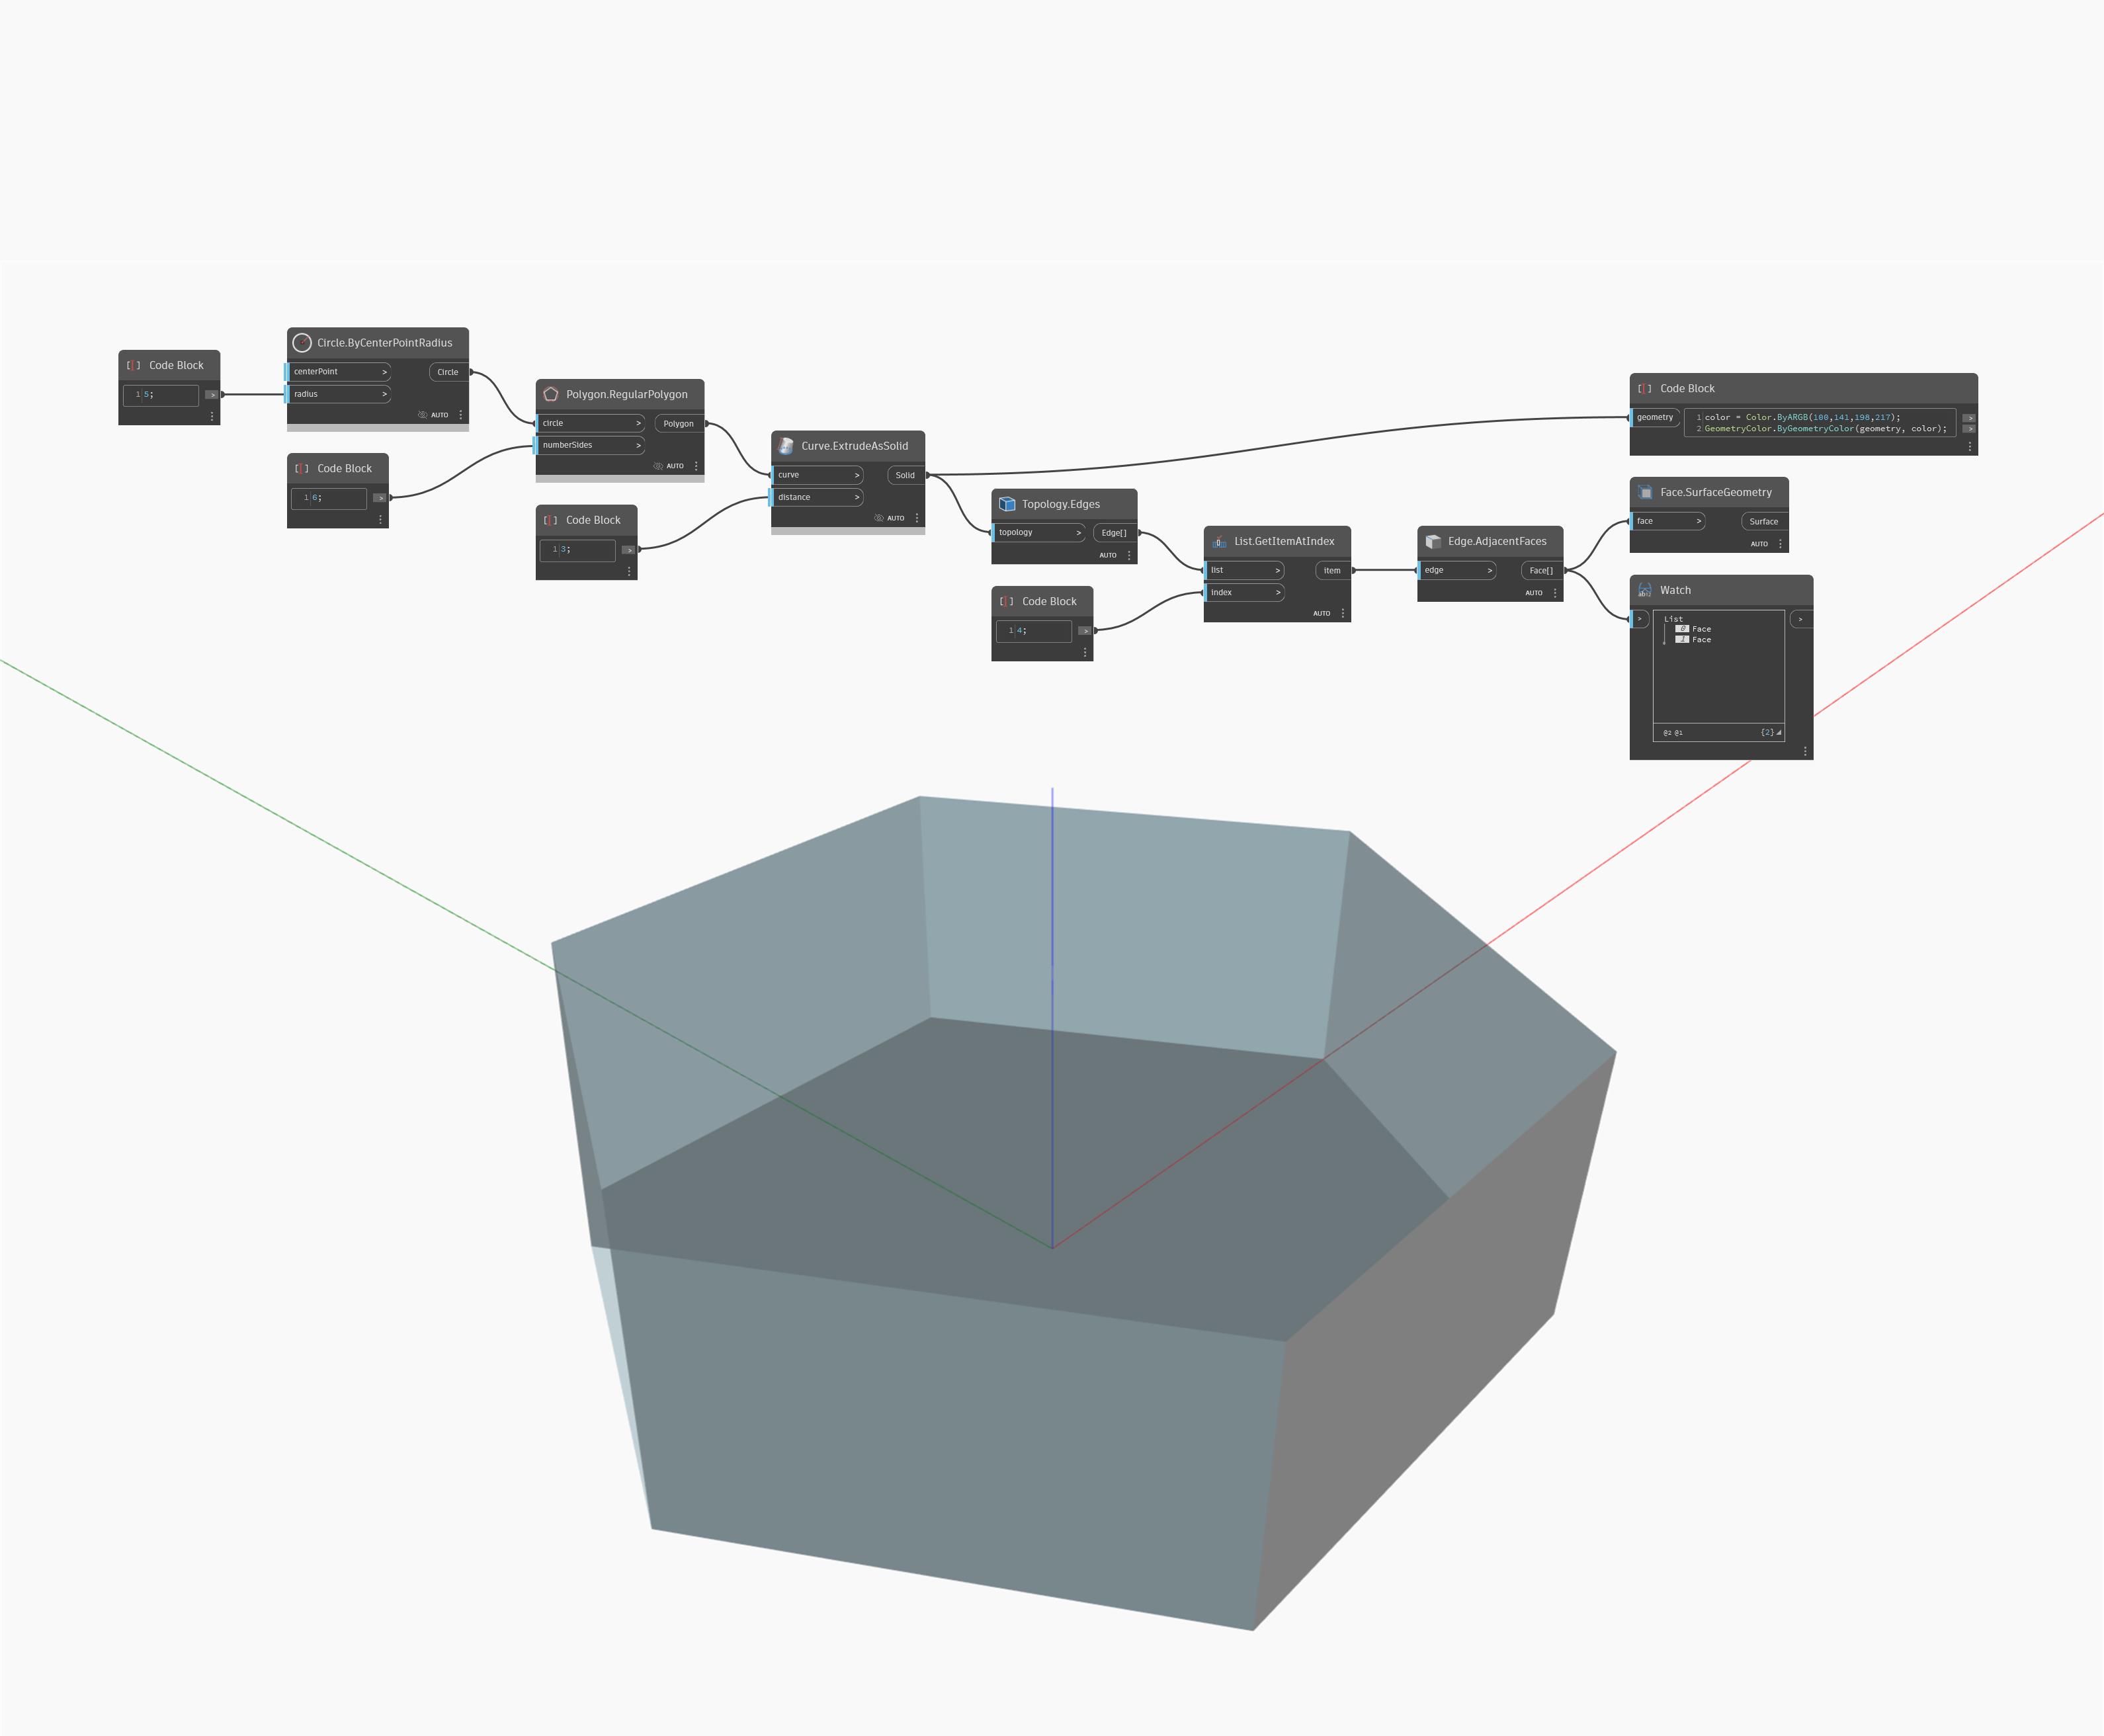 Code Block
1 5;
>
Circle.ByCenterPointRadius
centerPoint >
Circle
radius >
AUTO
Code Block
1 6;
>
Polygon.RegularPolygon
circle >
Polygon
numberSides >
AUTO
Code Block
1 3;
>
Curve.ExtrudeAsSolid
curve >
Solid
distance >
AUTO
Topology.Edges
topology >
Edge[]
AUTO
Code Block
1 4;
>
List.GetItemAtIndex
list >
item
index >
AUTO
Edge.AdjacentFaces
edge >
Face[]
AUTO
Code Block
geometry
1 color = Color.ByARGB(100,141,198,217);
>
2 GeometryColor.ByGeometryColor(geometry, color);
>
Face.SurfaceGeometry
face >
Surface
AUTO
Watch
abc
>
List
0 Face
1 Face
@2 @1
{2}
>